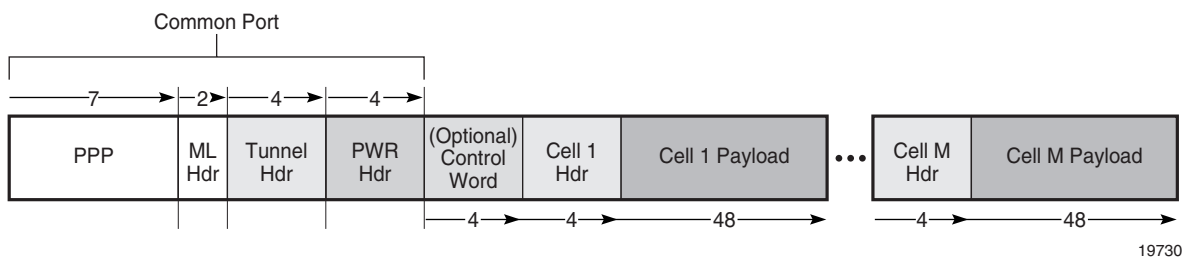 Common Port
7
2
4
4
PPP
ML
Hdr
Tunnel
Hdr
PWR
Hdr
(Optional)
Control
Word
Cell 1
Hdr
Cell 1 Payload
Cell M
Hdr
Cell M Payload
4
4
48
4
48
19730